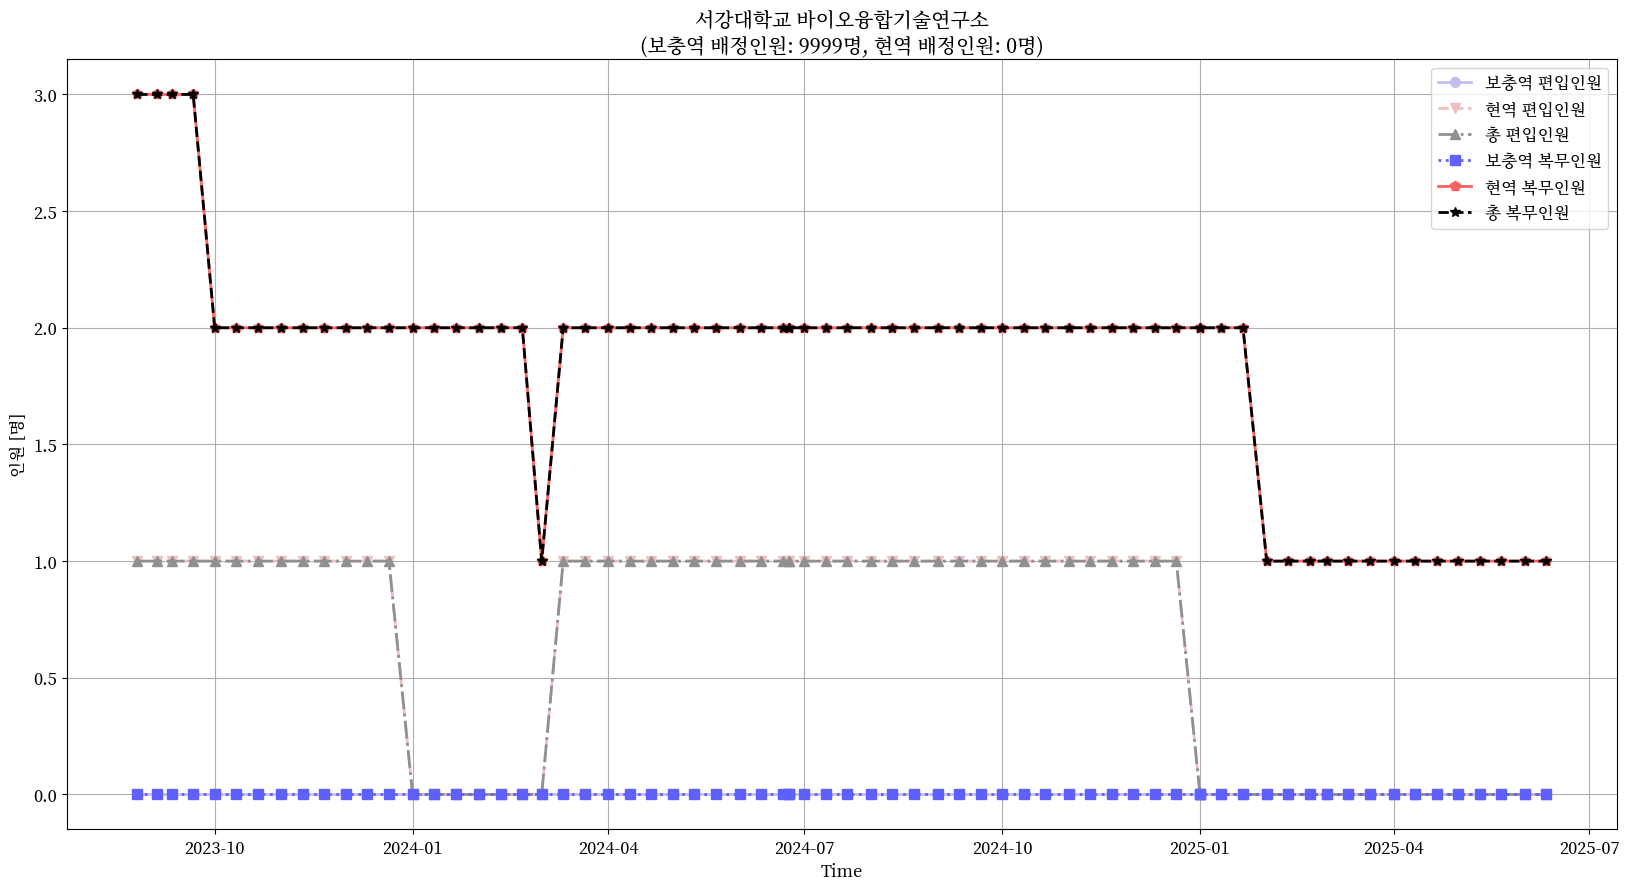 서강대학교 바이오융합기술연구소
(보충역 배정인원: 9999명, 현역 배정인원: 0명)
보충역 편입인원
현역 편입인원
총 편입인원
보충역 복무인원
현역 복무인원
총 복무인원
인원 [명]
3.0
2.5
2.0
1.5
1.0
0.5
0.0
2023-10
2024-01
2024-04
2024-07
2024-10
2025-01
2025-04
2025-07
Time